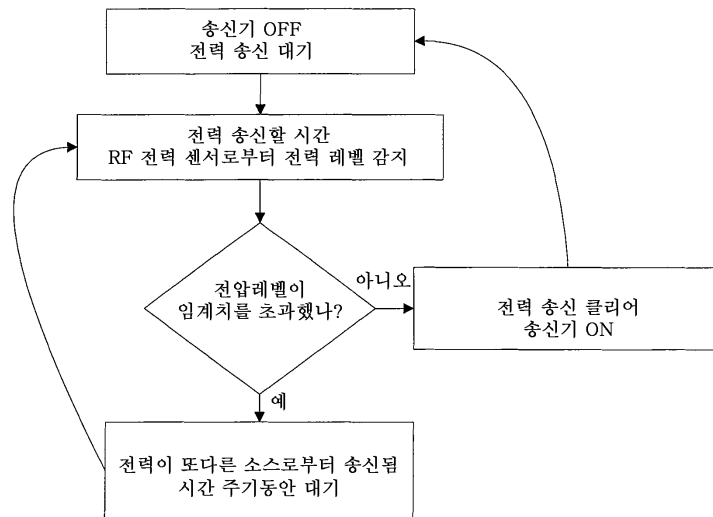 송신기 OFF
전력 송신 대기
전력 송신할 시간
RF 전력 센서로부터 전력 레벨 감지
전압레벨이
임계치를 초과했나?
아니오
전력 송신 클리어
송신기 ON
예
전력이 또다른 소스로부터 송신됨
시간 주기동안 대기